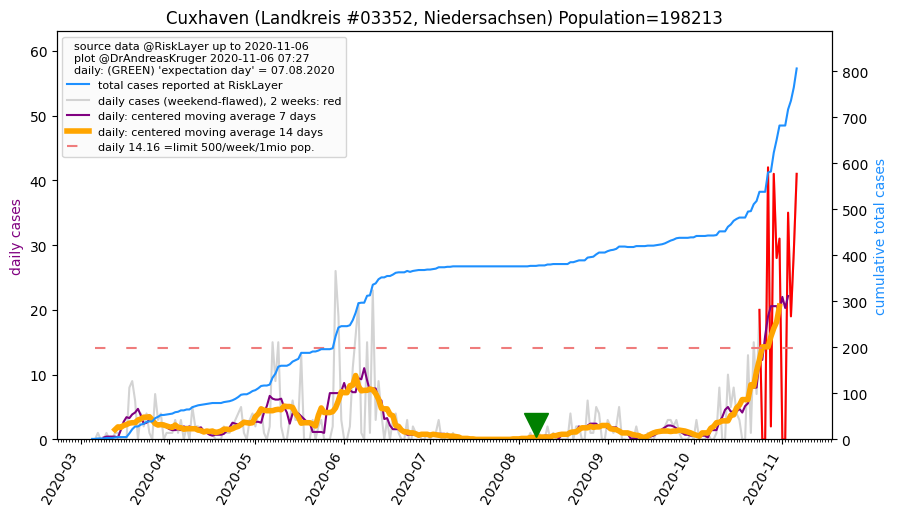 Cuxhaven (Landkreis #03352, Niedersachsen) Population=198213
source data @RiskLayer up to 2020-11-06
plot @DrAndreasKruger 2020-11-06 07:27
daily: (GREEN) 'expectation day' = 07.08.2020
total cases reported at RiskLayer
daily cases (weekend-flawed), 2 weeks: red
daily: centered moving average 7 days
daily: centered moving average 14 days
daily 14.16 =limit 500/week/1mio pop.
daily cases
60
50
40
30
20
10
0
cumulative total cases
800
700
600
500
400
300
200
100
0
2020-03
2020-04
2020-05
2020-06
2020-07
2020-08
2020-09
2020-10
2020-11